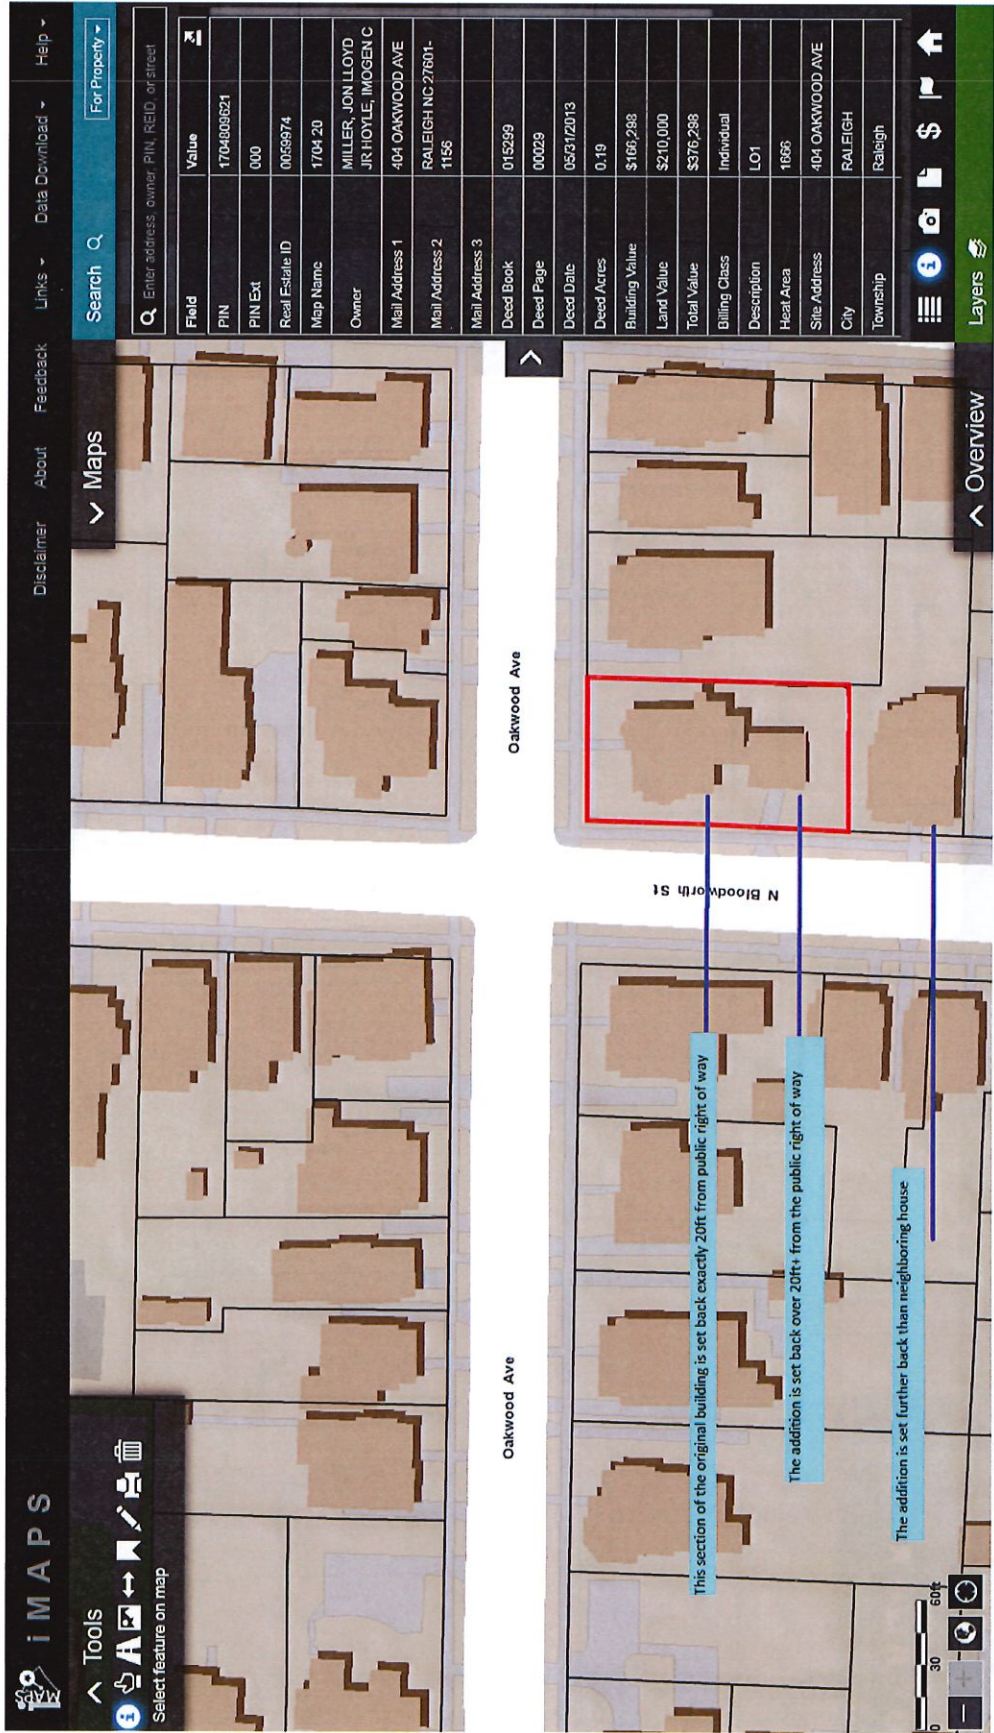 iMAPS
Disclaimer
About
Feedback
Links
Data Download
Help
Tools
Select feature on map
Maps
Search
For Property
Enter address, owner, PIN, REID, or street
Field Value
PIN 1704809621
PIN Ext 000
Real Estate ID 0059974
Map Name 1704 20
Owner MILLER, JON LLOYD
JR HOYLE, IMOGEN C
Mail Address 1 404 OAKWOOD AVE
Mail Address 2 RALEIGH NC 27601-
1156
Mail Address 3
Deed Book 015299
Deed Page 00029
Deed Date 05/31/2013
Deed Acres 0.19
Building Value $166,288
Land Value $210,000
Total Value $376,288
Billing Class Individual
Description LO1
Heat Area 1666
Site Address 404 OAKWOOD AVE
City RALEIGH
Township Raleigh
Layers
Overview
Oakwood Ave
Oakwood Ave
N Bloodworth St
This section of the original building is set back exactly 20ft from public right of way
The addition is set back over 20ft+ from the public right of way
The addition is set further back than neighboring house
0 30 60ft